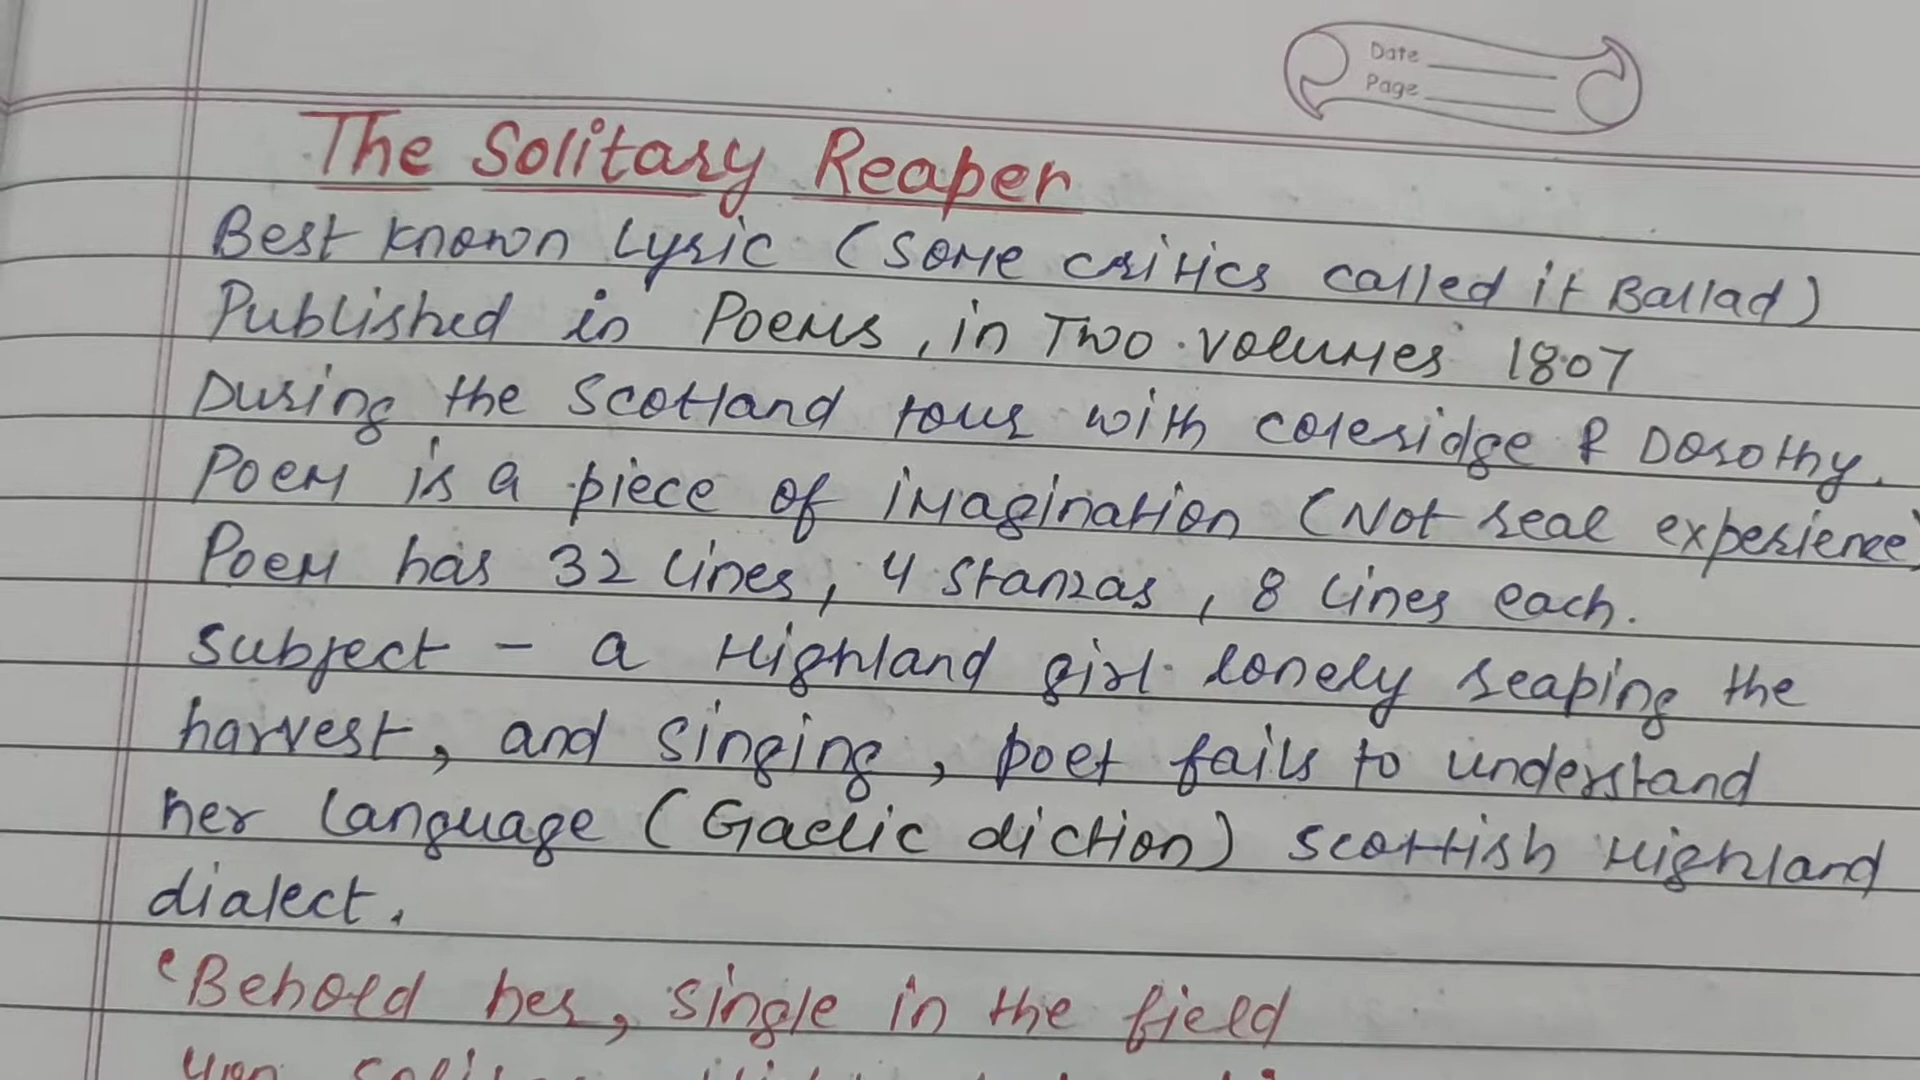 Date
Page
The Solitary Reaper
Best known Lyric (some critics called it Ballad)
Published in Poems, in Two volumes 1807
During the Scotland tour with coleridge & Dorothy.
Poem is a piece of imagination (Not real experience)
Poem has 32 lines, 4 stanzas, 8 lines each.
subject - a Highland girl lonely reaping the
harvest, and singing, poet fails to understand
her language (Gaelic diction) scottish Highland
dialect.
'Behold her, single in the field